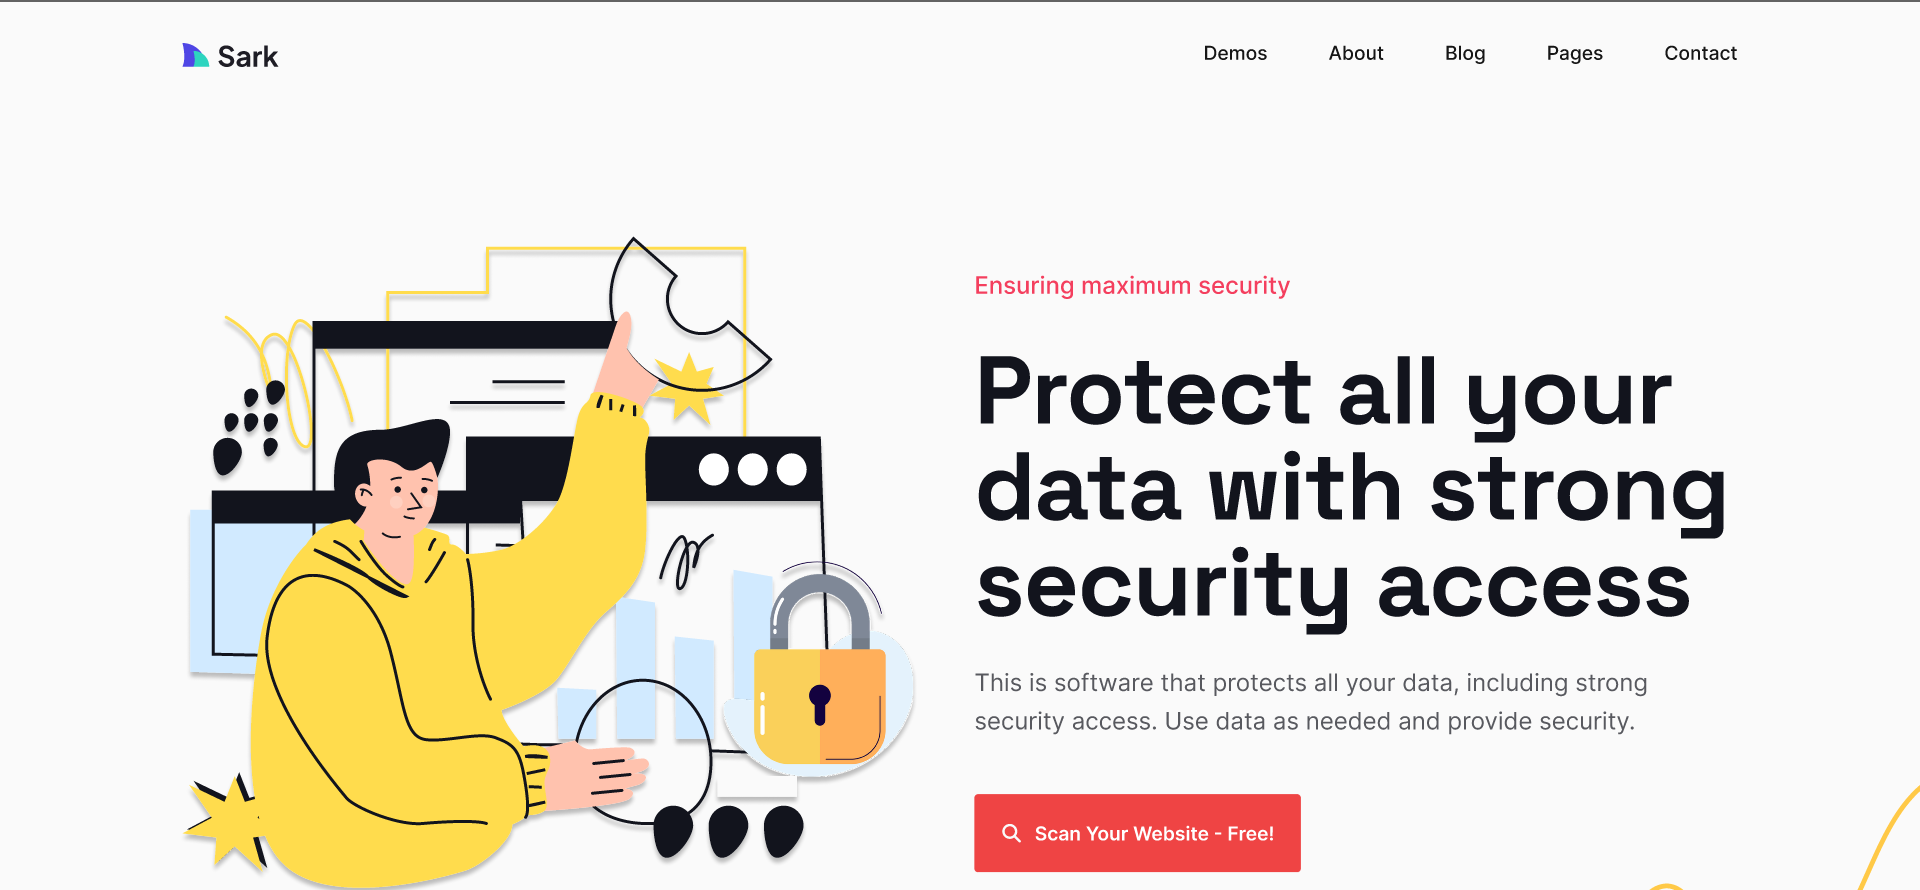 Sark
Demos
About
Blog
Pages
Contact
Ensuring maximum security
Protect all your
data with strong
security access
This is software that protects all your data, including strong
security access. Use data as needed and provide security.
Scan Your Website - Free!